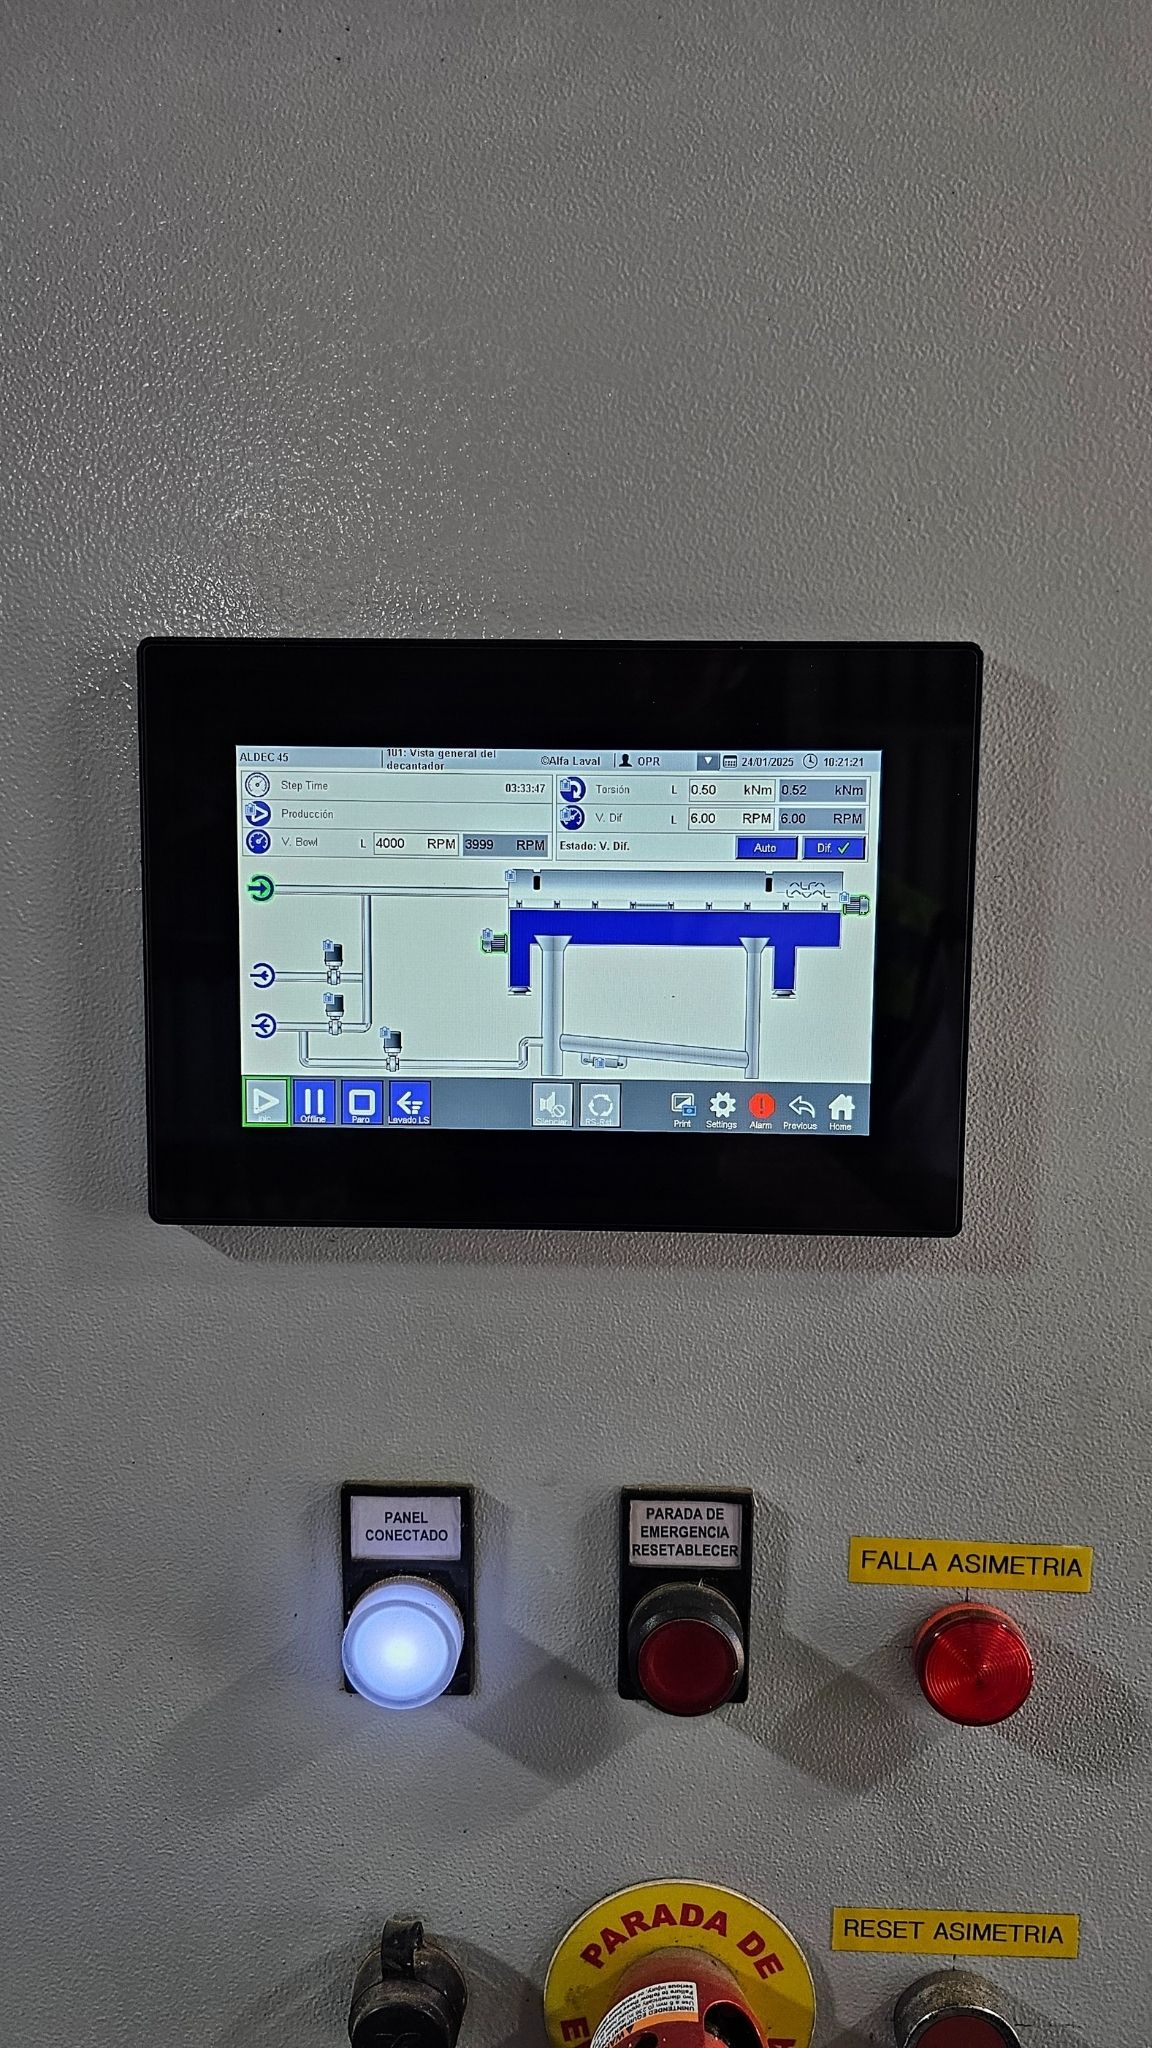 ALDEC 45
101: Vista general del
decantador
©Alfa Laval
OPR
24/01/2025
10:21:21
Step Time 03:33:47
Producción
V. Bowl L 4000 RPM 3999 RPM
Torsión L 0.50 kNm 0.52 kNm
V. Dif L 6.00 RPM 6.00 RPM
Estado: V. Dif. Auto Dif.
ALFA
LAVAL
Inic
Offline
Paro
Lavado LS
Silenciar
Print
Settings
Alarm
Previous
Home
PANEL
CONECTADO
PARADA DE
EMERGENCIA
RESETABLECER
FALLA ASIMETRIA
PARADA DE
RESET ASIMETRIA